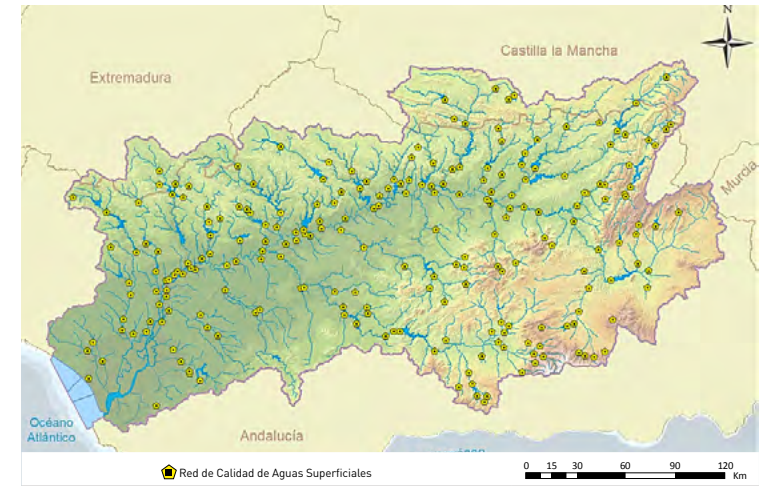 N
Castilla la Mancha
Extremadura
Murcia
Océano
Atlántico
Andalucía
Red de Calidad de Aguas Superficiales
0 15 30 60 90 120
Km